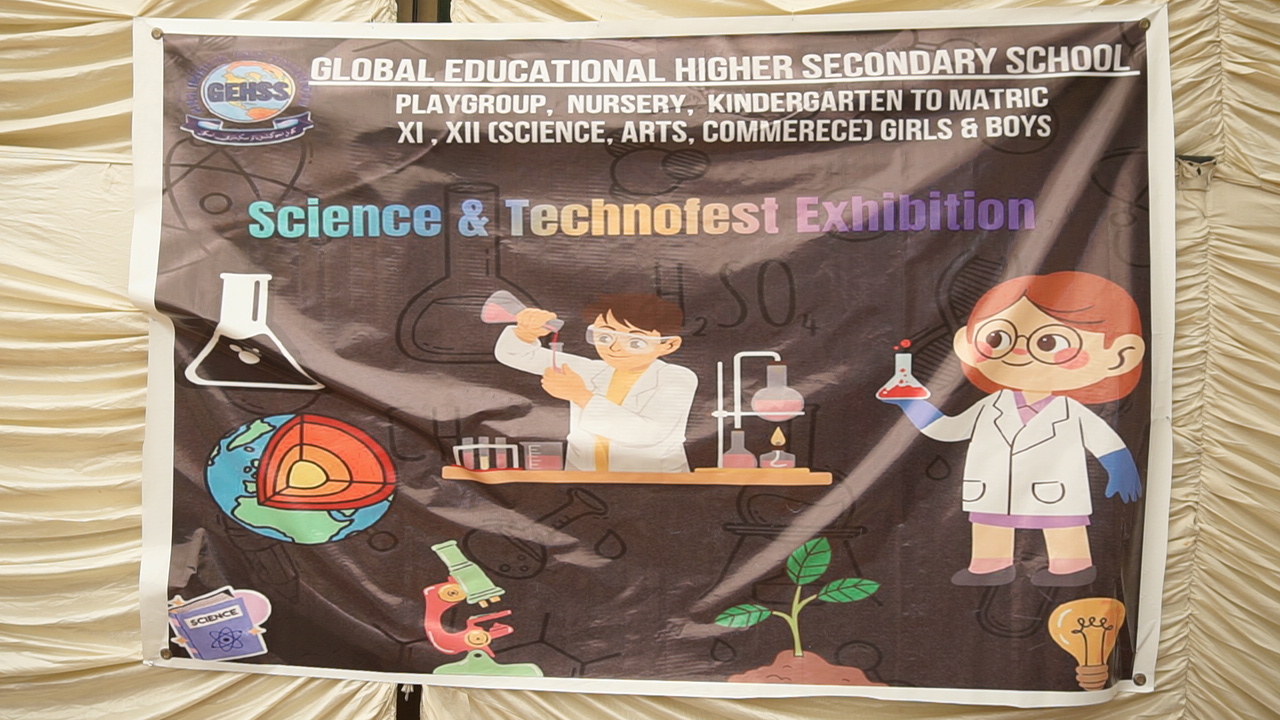 GEHSS
GLOBAL EDUCATIONAL HIGHER SECONDARY SCHOOL
PLAYGROUP, NURSERY, KINDERGARTEN TO MATRIC
XI , XII (SCIENCE, ARTS, COMMERECE) GIRLS & BOYS
Science & Technofest Exhibition
H2SO4
CH
SCIENCE